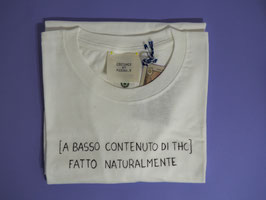 [A BASSO CONTENUTO DI THC]
FATTO NATURALMENTE